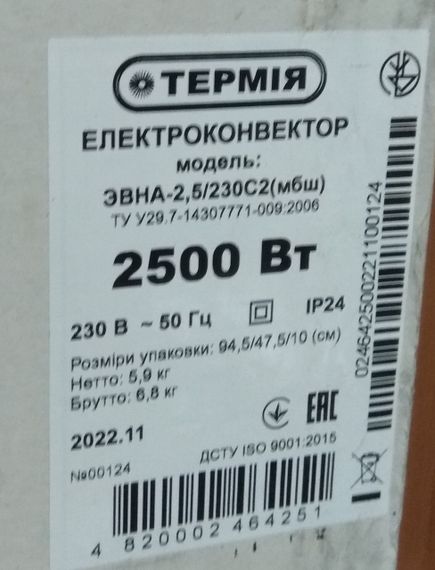 ТЕРМІЯ
ЕЛЕКТРОКОНВЕКТОР
модель:
ЭВНА-2,5/230С2(мбш)
ТУ У29.7-14307771-009:2006
2500 Вт
230 В ~ 50 Гц IP24
Розміри упаковки: 94,5/47,5/10 (см)
Нетто: 5,9 кг
Брутто: 6,8 кг
ЕАС
2022.11
ДСТУ ISO 9001:2015
№00124
4 820002 464251
024642500221100124